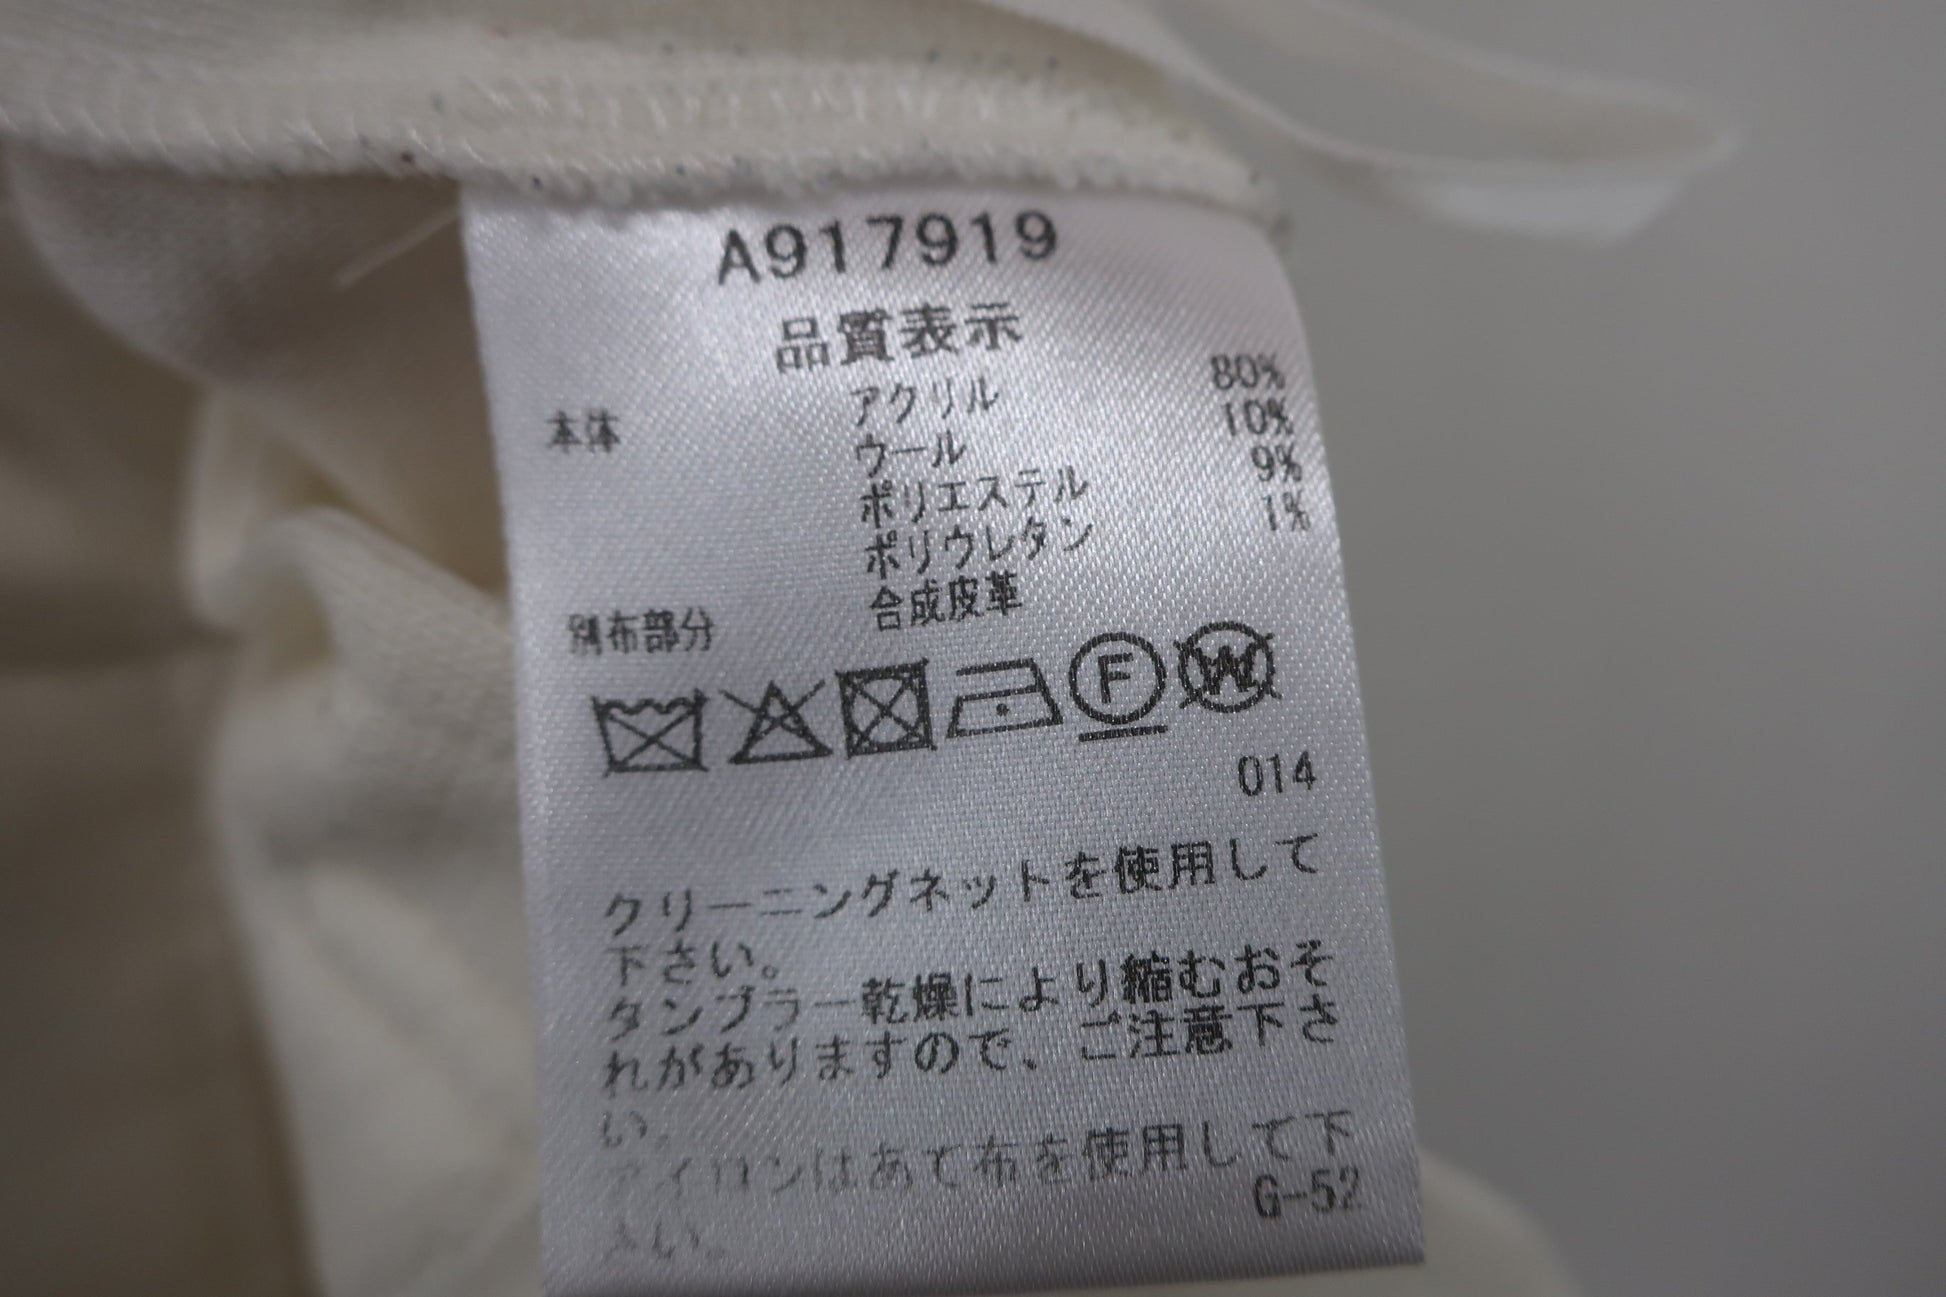 A917919
品質表示
本体 アクリル 80%
ウール 10%
ポリエステル 9%
ポリウレタン 1%
別布部分 合成皮革
F W
014
クリーニングネットを使用して
下さい。
タンブラー乾燥により縮むおそ
れがありますので、ご注意下さ
い。
アイロンはあて布を使用して下
さい。
G-52